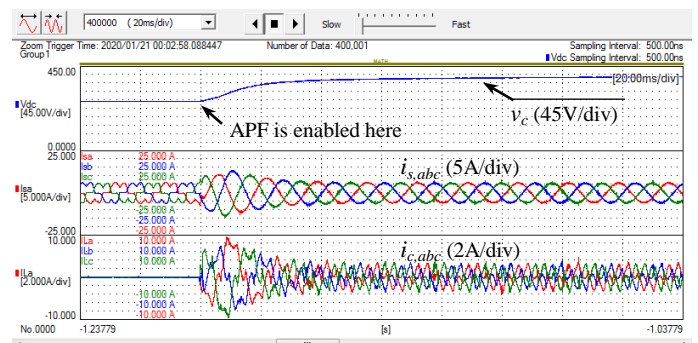 400000 ( 20ms/div)
Slow
Fast
Zoom Trigger Time: 2020/01/21 00:02:58.088447
Number of Data: 400,001
Sampling Interval: 500.00ns
Group1
Vdc Sampling Interval: 500.00ns
MATH
450.00
[20.00ms/div]
Vdc
[45.00V/div]
vc (45V/div)
APF is enabled here
0.0000
25.000
Isa 25.000 A
Isb 25.000 A
Isc 25.000 A
is,abc (5A/div)
Isa
[5.000A/div]
-25.000 A
-25.000 A
-25.000 A
-25.000
10.000
ILa 10.000 A
ILb 10.000 A
ILc 10.000 A
ic,abc (2A/div)
ILa
[2.000A/div]
-10.000 A
-10.000 A
-10.000 A
-10.000
No.0000
-1.23779
[s]
-1.03779